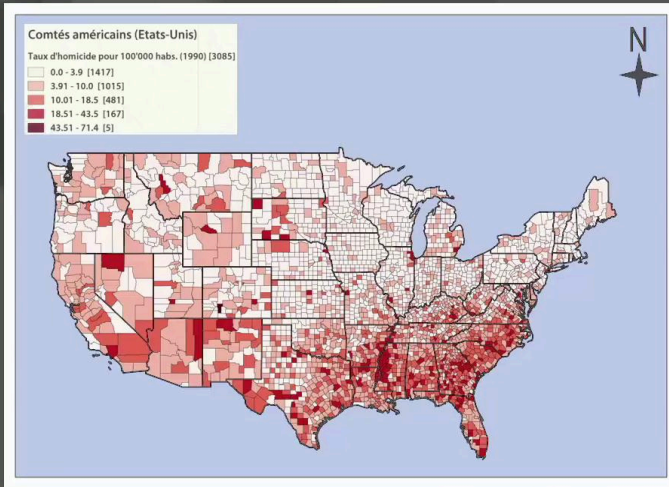 Comtés américains (Etats-Unis)
Taux d'homicide pour 100'000 habs. (1990) [3085]
0.0 - 3.9 [1417]
3.91 - 10.0 [1015]
10.01 - 18.5 [481]
18.51 - 43.5 [167]
43.51 - 71.4 [5]
N